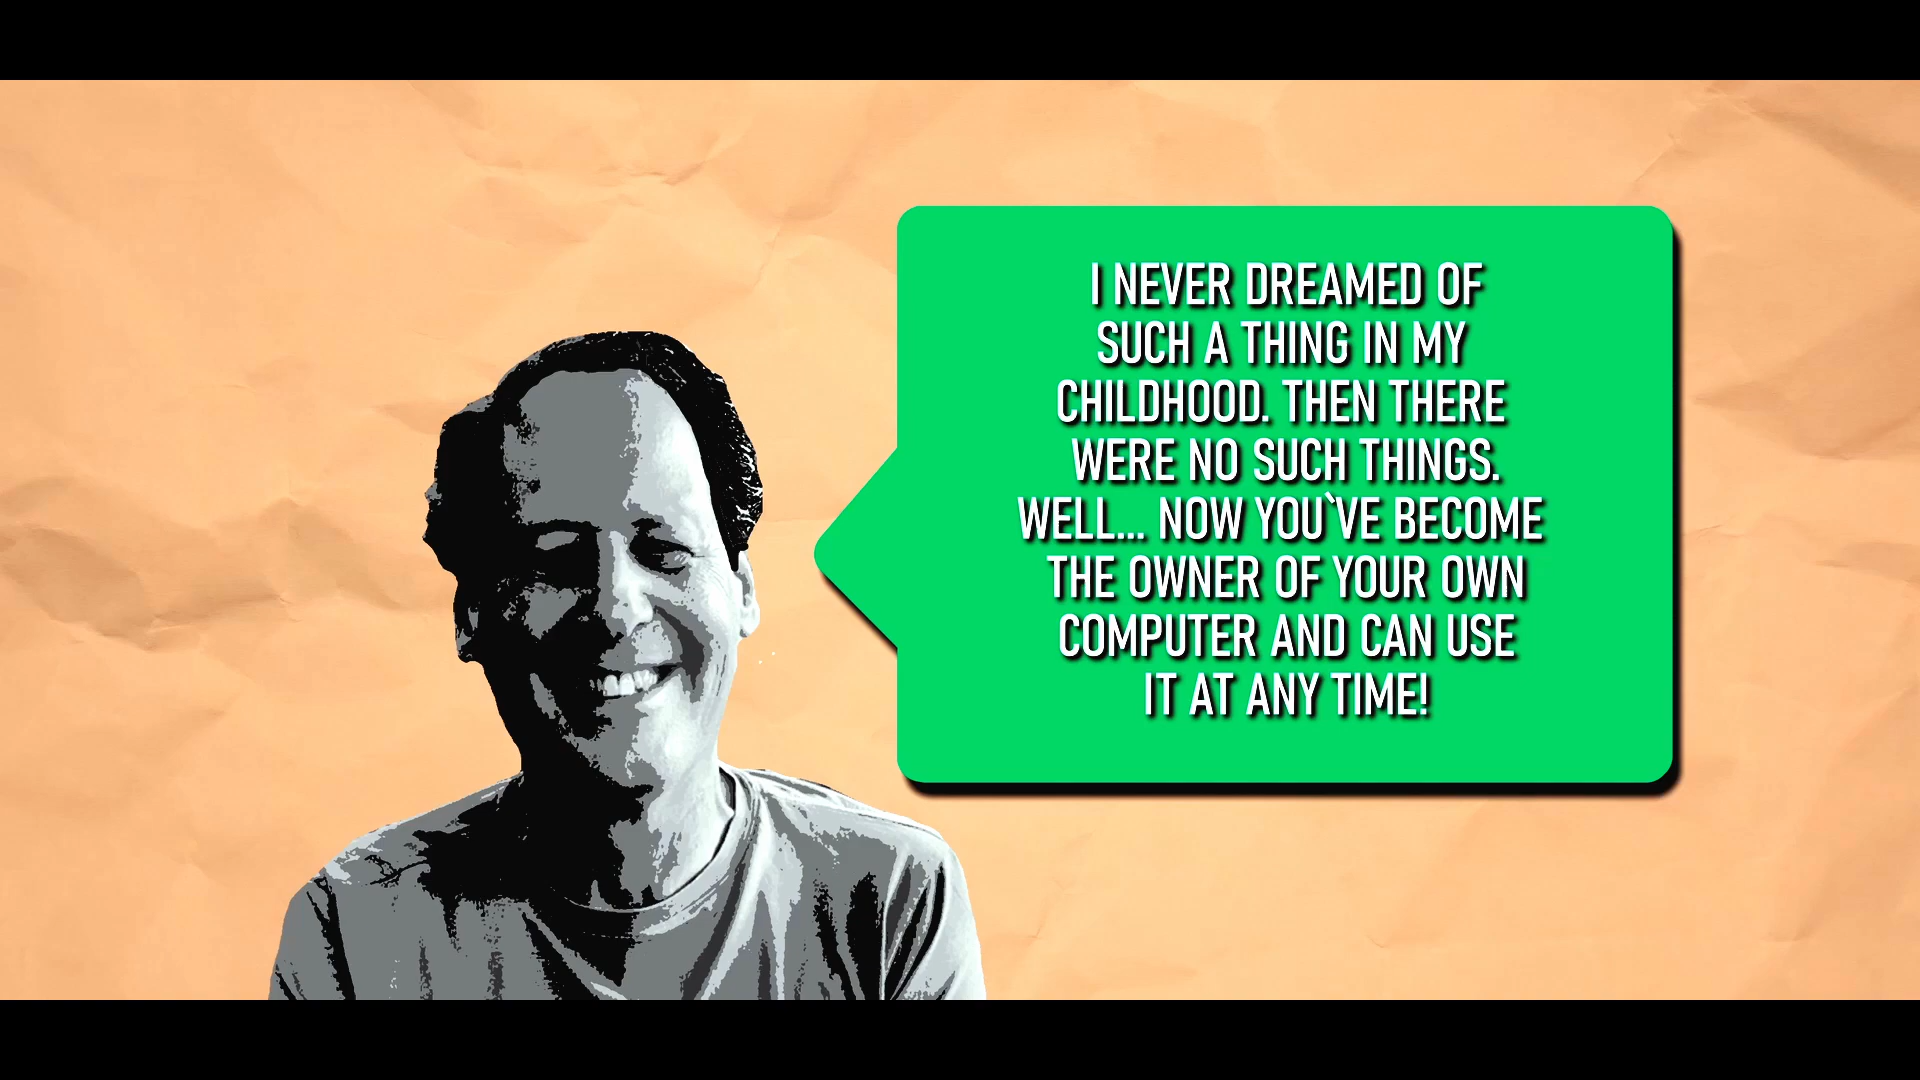 I NEVER DREAMED OF
SUCH A THING IN MY
CHILDHOOD. THEN THERE
WERE NO SUCH THINGS.
WELL... NOW YOU`VE BECOME
THE OWNER OF YOUR OWN
COMPUTER AND CAN USE
IT AT ANY TIME!